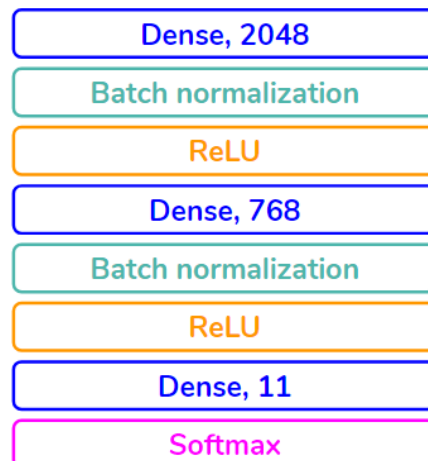 Dense, 2048
Batch normalization
ReLU
Dense, 768
Batch normalization
ReLU
Dense, 11
Softmax